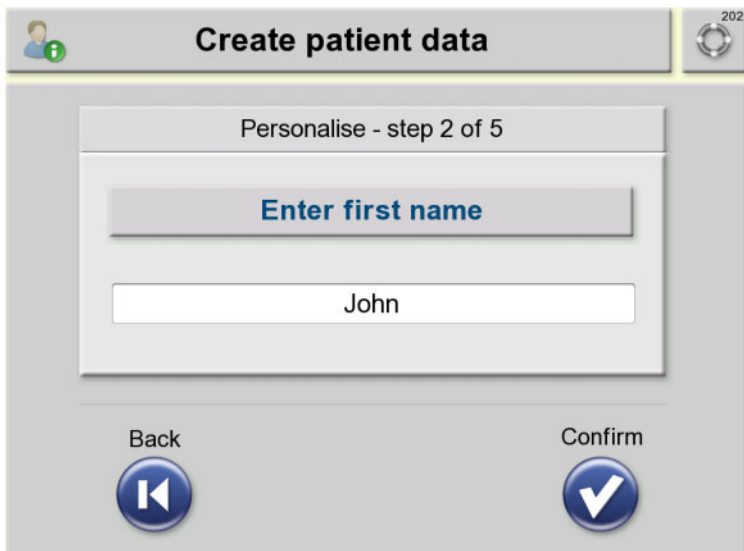 Create patient data
202
Personalise - step 2 of 5
Enter first name
John
Back
Confirm